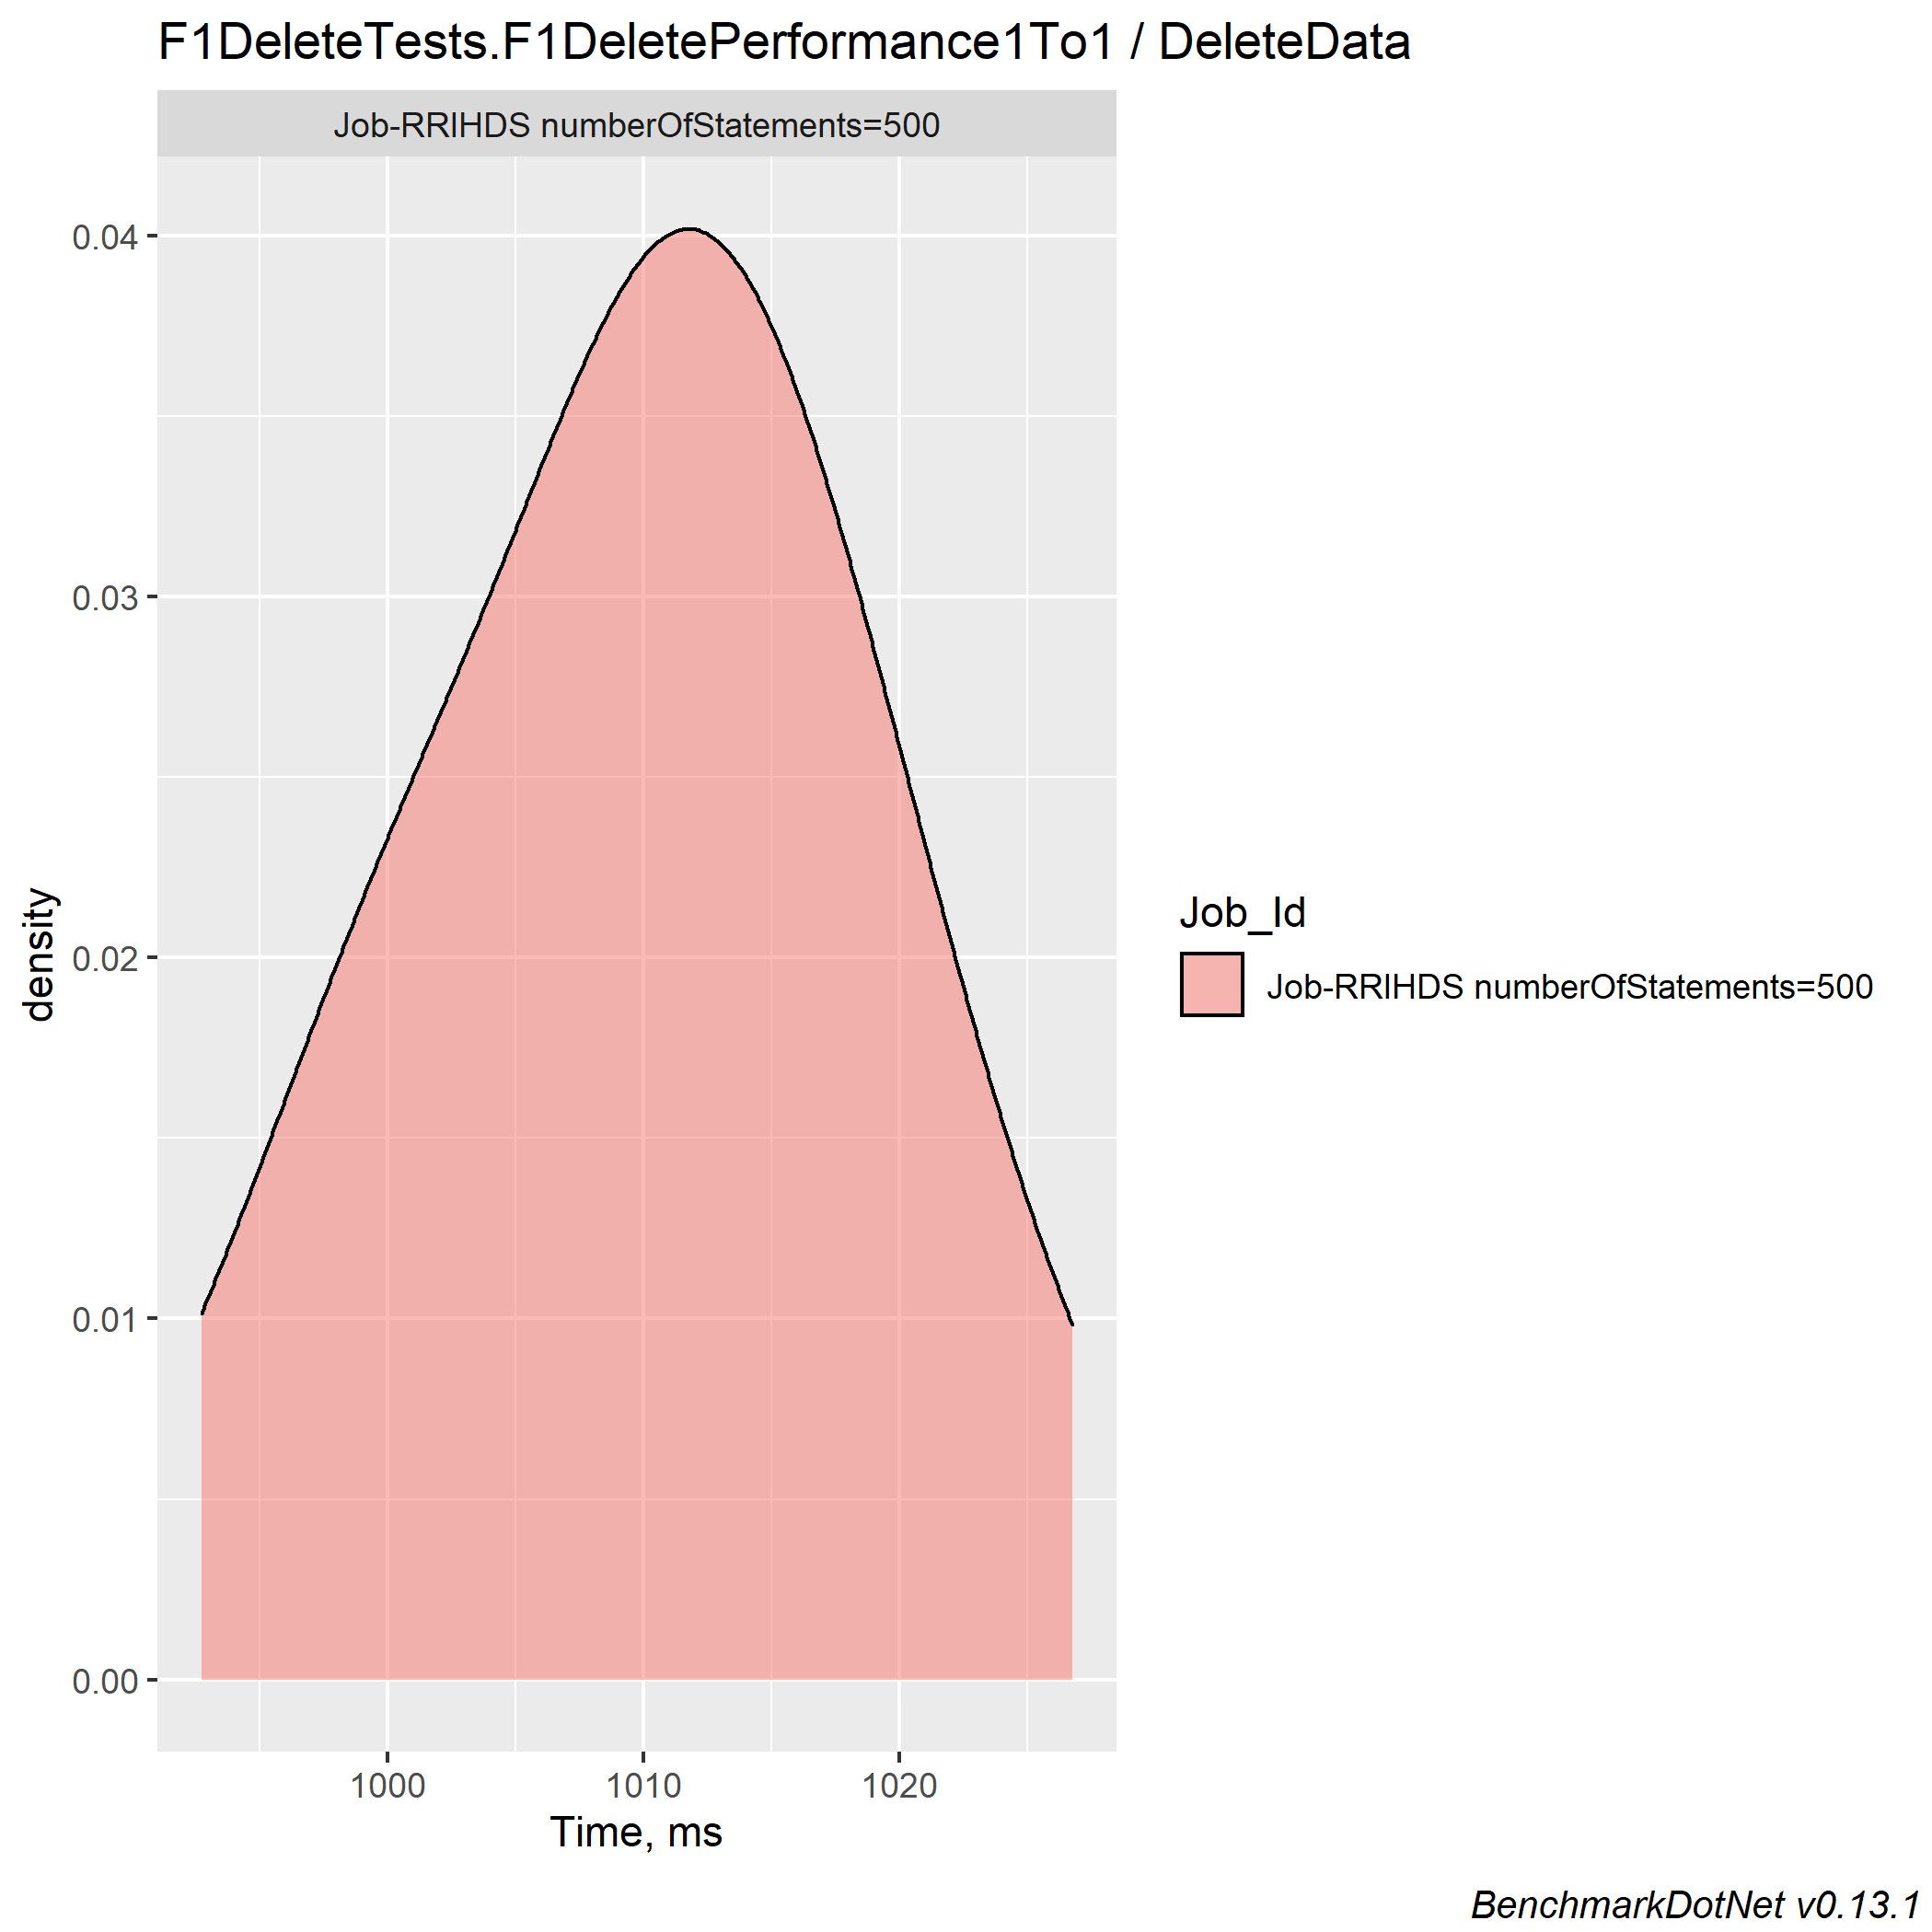 F1DeleteTests.F1DeletePerformance1To1 / DeleteData
Job-RRIHDS numberOfStatements=500
0.04
0.03
0.02
0.01
0.00
density
1000 1010 1020
Time, ms
Job_Id
Job-RRIHDS numberOfStatements=500
BenchmarkDotNet v0.13.1